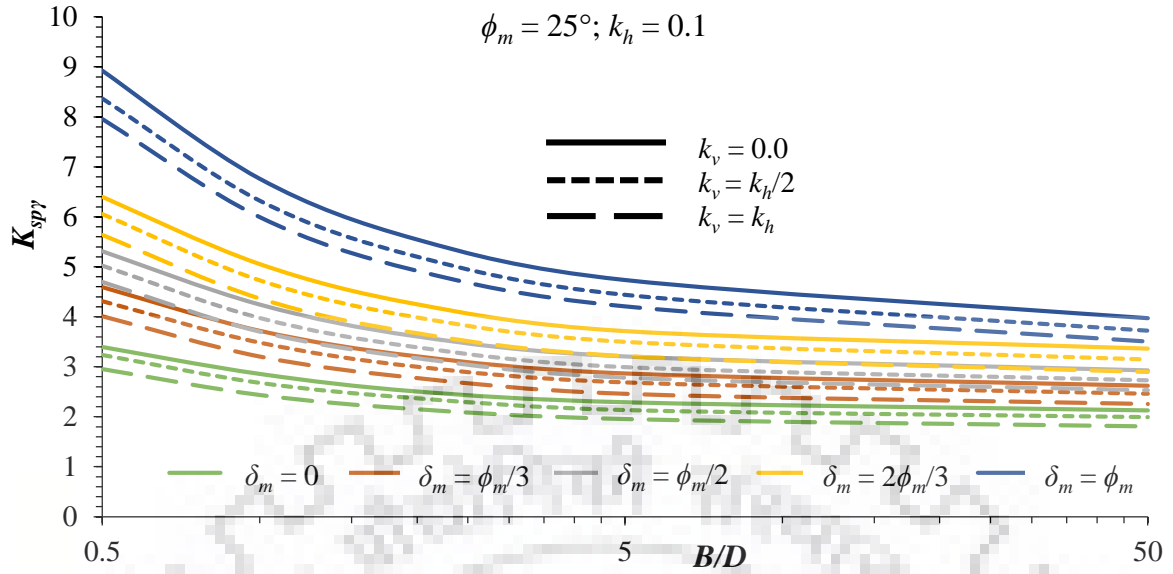 10
ϕm = 25°; kh = 0.1
9
8
kv = 0.0
7
kv = kh/2
6
kv = kh
Kspγ
5
4
3
2
1
δm = 0
δm = ϕm/3
δm = ϕm/2
δm = 2ϕm/3
δm = ϕm
0
0.5
5
B/D
50